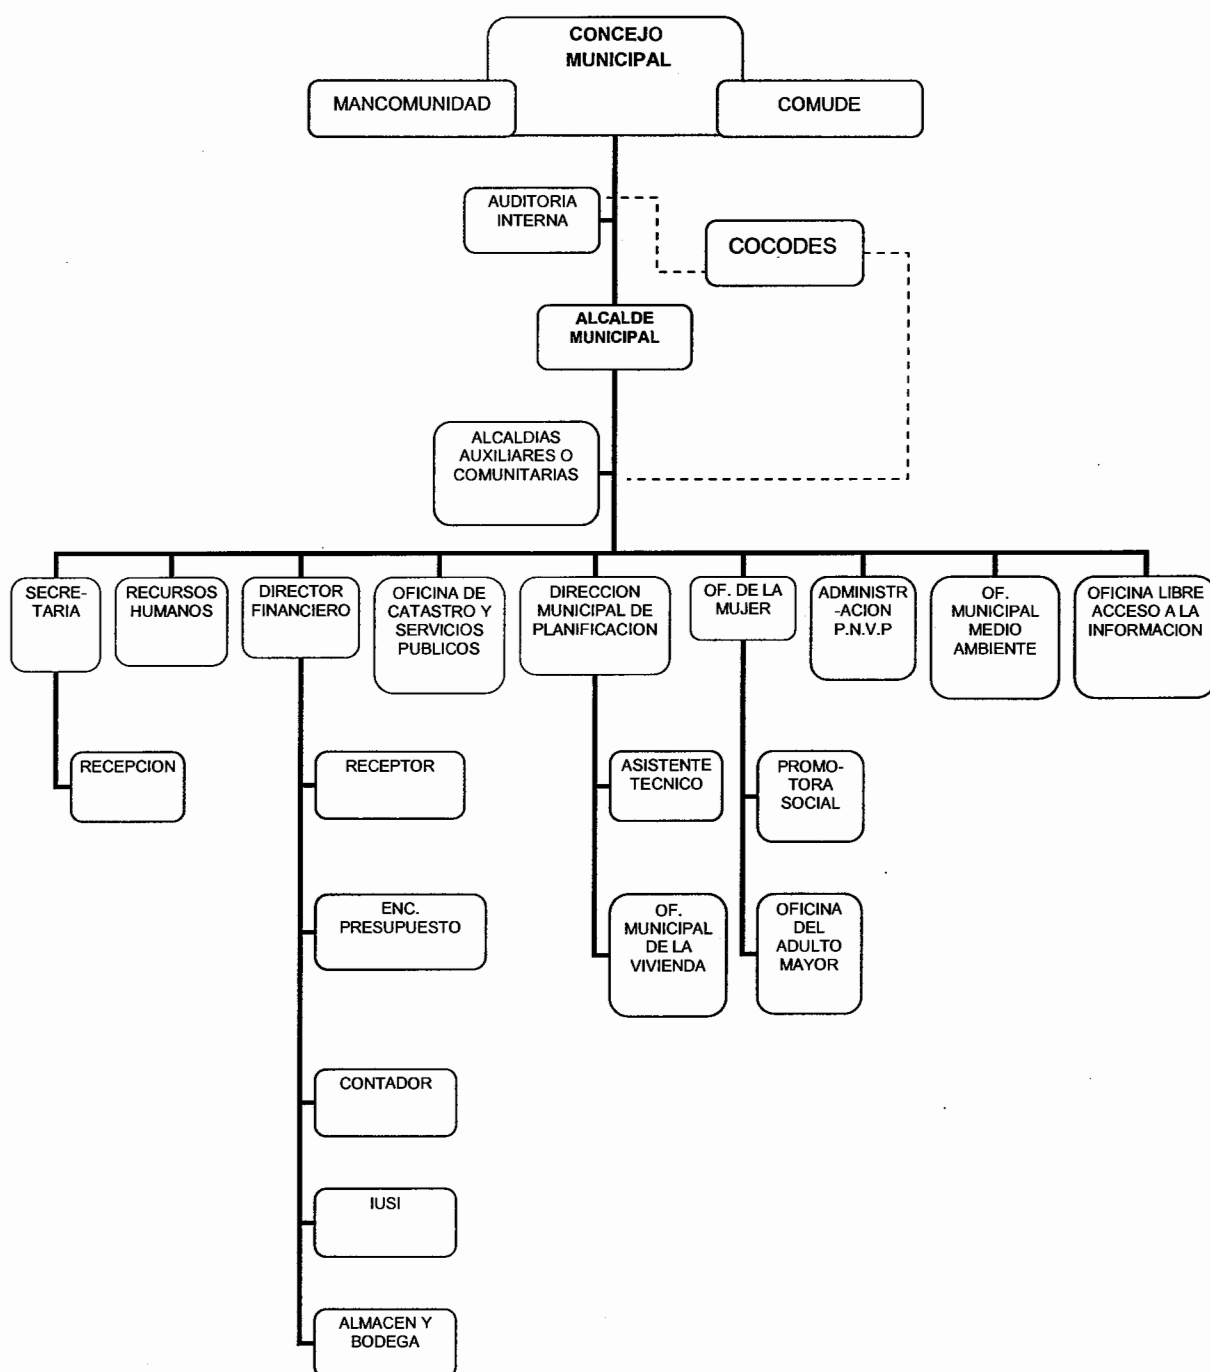 CONCEJO
MUNICIPAL
MANCOMUNIDAD
COMUDE
AUDITORIA
INTERNA
COCODES
ALCALDE
MUNICIPAL
ALCALDIAS
AUXILIARES O
COMUNITARIAS
SECRE-
TARIA
RECURSOS
HUMANOS
DIRECTOR
FINANCIERO
OFICINA DE
CATASTRO Y
SERVICIOS
PUBLICOS
DIRECCION
MUNICIPAL DE
PLANIFICACION
OF. DE LA
MUJER
ADMINISTR
-ACION
P.N.V.P
OF.
MUNICIPAL
MEDIO
AMBIENTE
OFICINA LIBRE
ACCESO A LA
INFORMACION
RECEPCION
RECEPTOR
ASISTENTE
TECNICO
PROMO-
TORA
SOCIAL
ENC.
PRESUPUESTO
OF.
MUNICIPAL
DE LA
VIVIENDA
OFICINA
DEL
ADULTO
MAYOR
CONTADOR
IUSI
ALMACEN Y
BODEGA